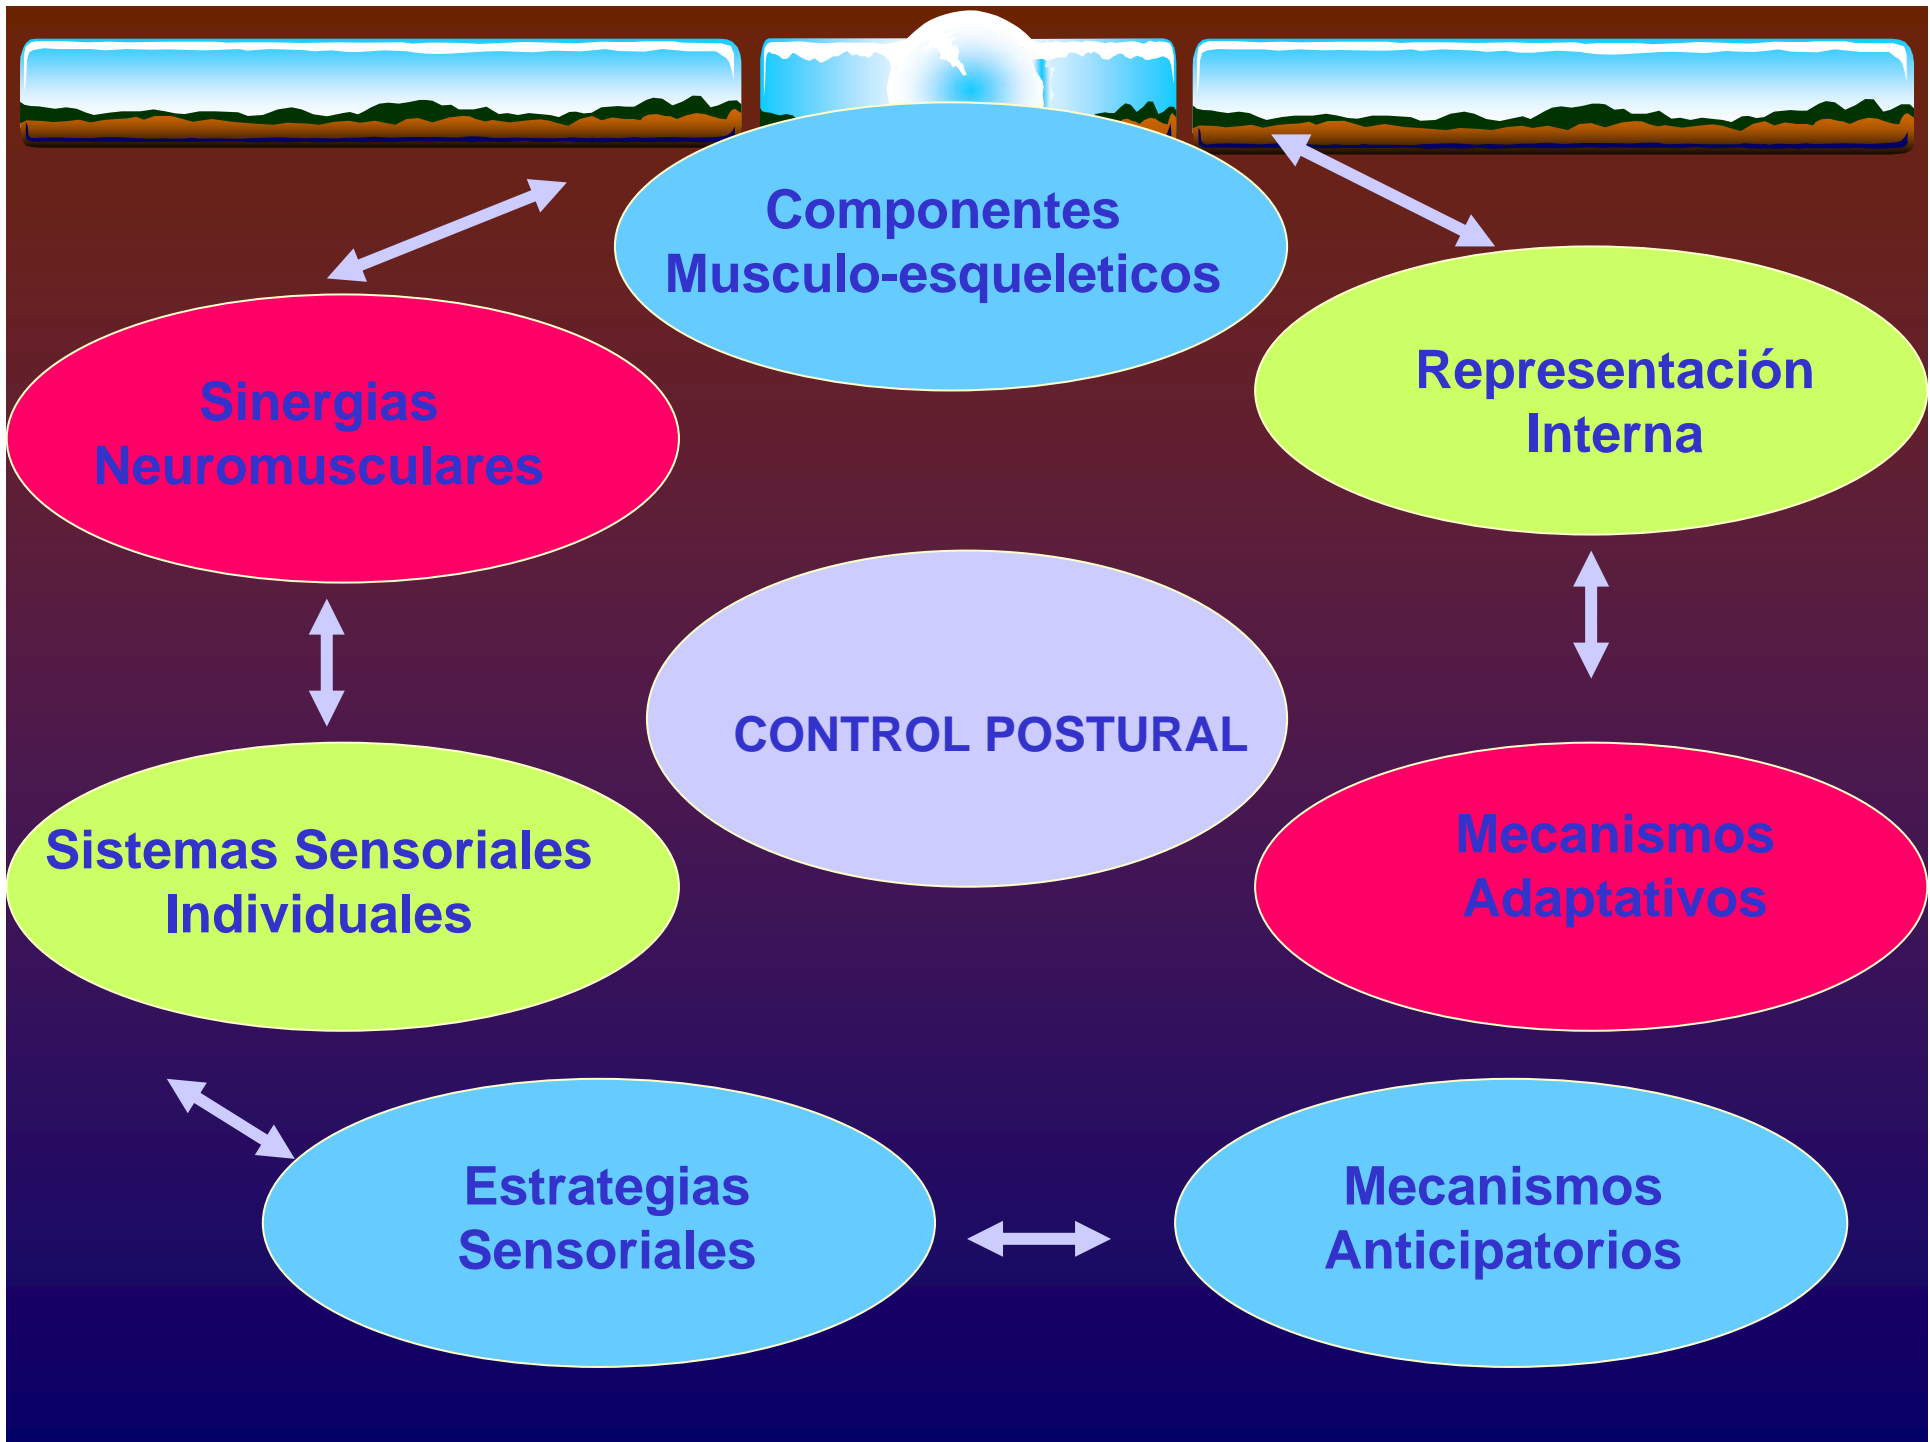 Componentes
Musculo-esqueleticos
Representación
Interna
Sinergias
Neuromusculares
CONTROL POSTURAL
Sistemas Sensoriales
Individuales
Mecanismos
Adaptativos
Estrategias
Sensoriales
Mecanismos
Anticipatorios